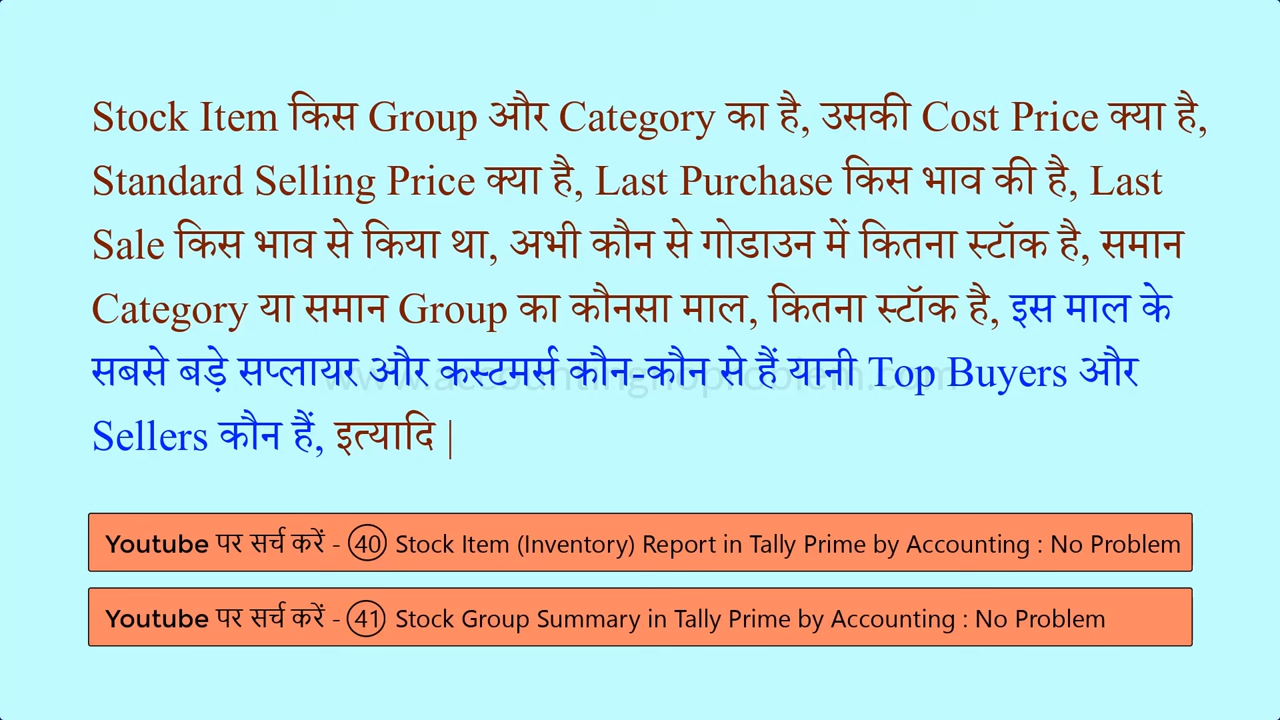 Stock Item किस Group और Category का है, उसकी Cost Price क्या है,
Standard Selling Price क्या है, Last Purchase किस भाव की है, Last
Sale किस भाव से किया था, अभी कौन से गोडाउन में कितना स्टॉक है, समान
Category या समान Group का कौनसा माल, कितना स्टॉक है, इस माल के
सबसे बड़े सप्लायर और कस्टमर्स कौन-कौन से हैं यानी Top Buyers और
www.accountingnoproblem.com
Sellers कौन हैं, इत्यादि |
Youtube पर सर्च करें - 40 Stock Item (Inventory) Report in Tally Prime by Accounting : No Problem
Youtube पर सर्च करें - 41 Stock Group Summary in Tally Prime by Accounting : No Problem